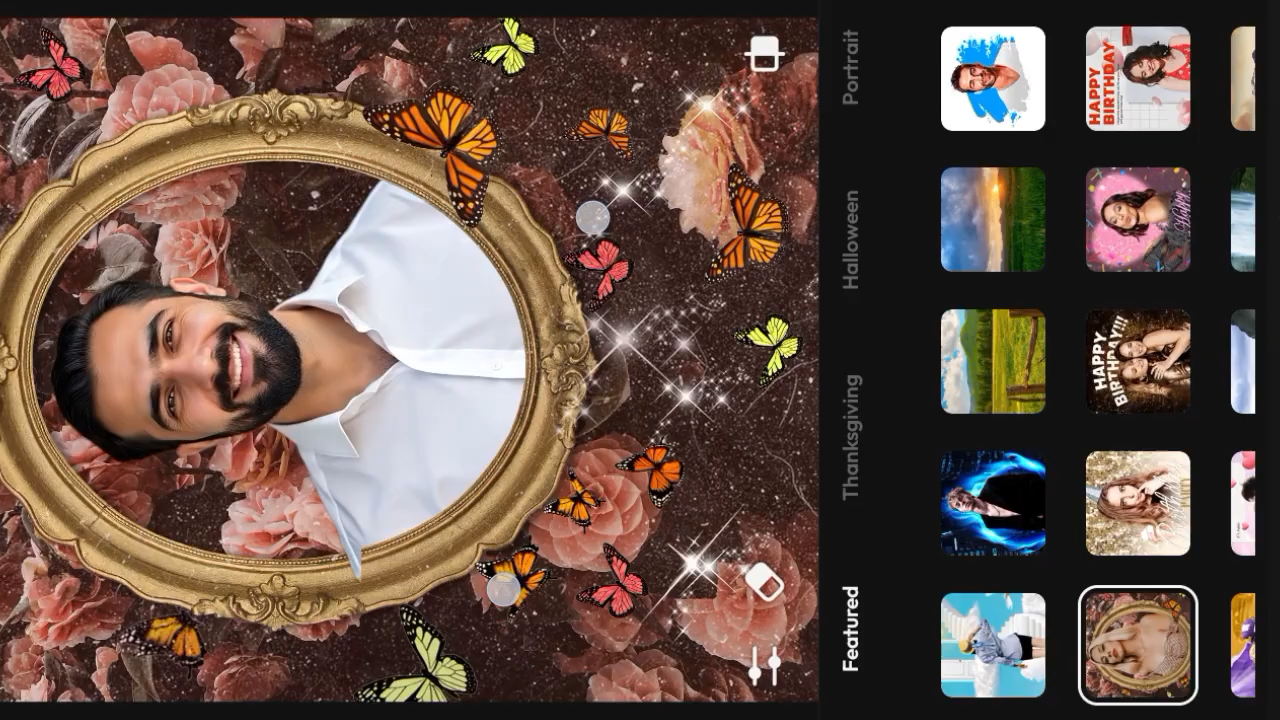 Featured
Thanksgiving
Halloween
Portrait
HAPPY
BIRTHDAY!!!
HAPPY
BIRTHDAY